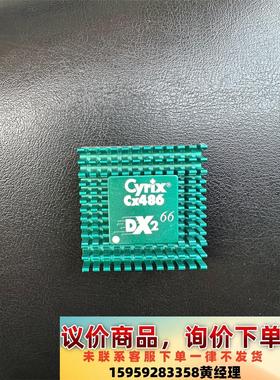 Cyrix®
Cx486
DX2 66
议价商品，询价下单
未联系客服下单一律不发货
15959283358黄经理